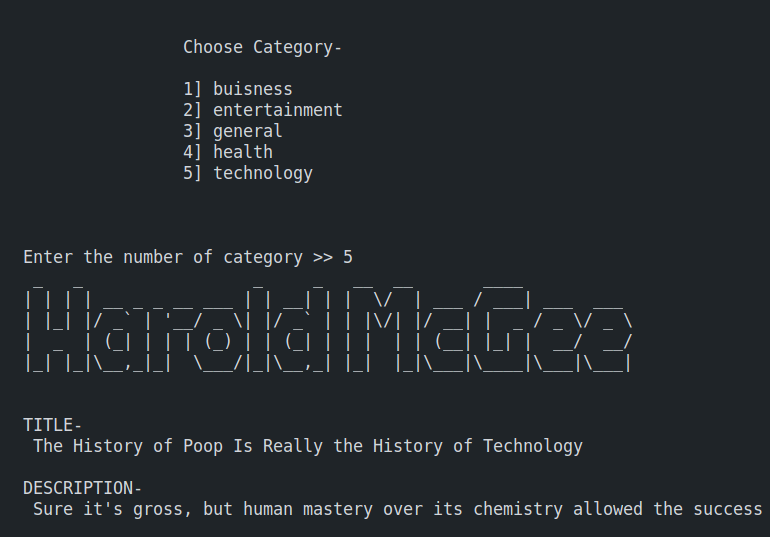 Choose Category-
1] buisness
2] entertainment
3] general
4] health
5] technology
Enter the number of category >> 5
Harold McGee
TITLE-
The History of Poop Is Really the History of Technology
DESCRIPTION-
Sure it's gross, but human mastery over its chemistry allowed the success